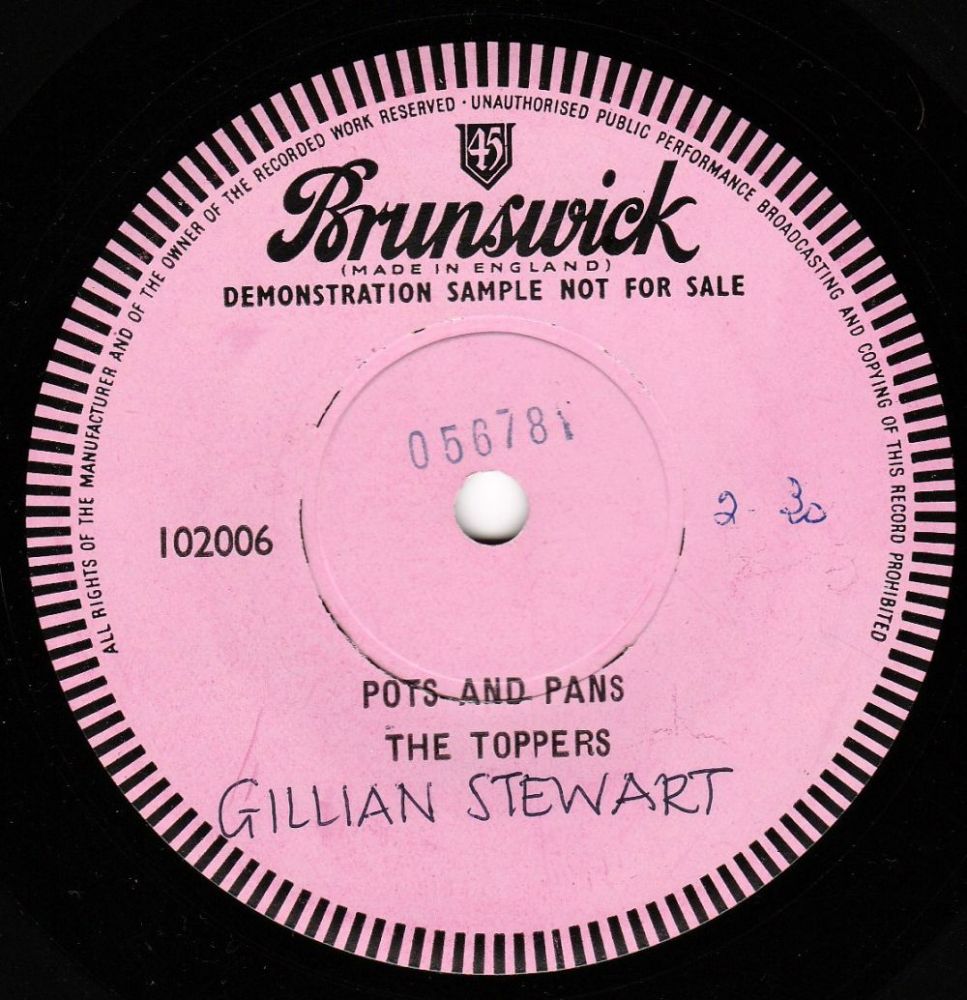 ALL RIGHTS OF THE MANUFACTURER AND OF THE OWNER OF THE RECORDED WORK RESERVED · UNAUTHORISED PUBLIC PERFORMANCE BROADCASTING AND COPYING OF THIS RECORD PROHIBITED
45
Brunswick
(MADE IN ENGLAND)
DEMONSTRATION SAMPLE NOT FOR SALE
056781
2-30
102006
POTS AND PANS
THE TOPPERS
GILLIAN STEWART